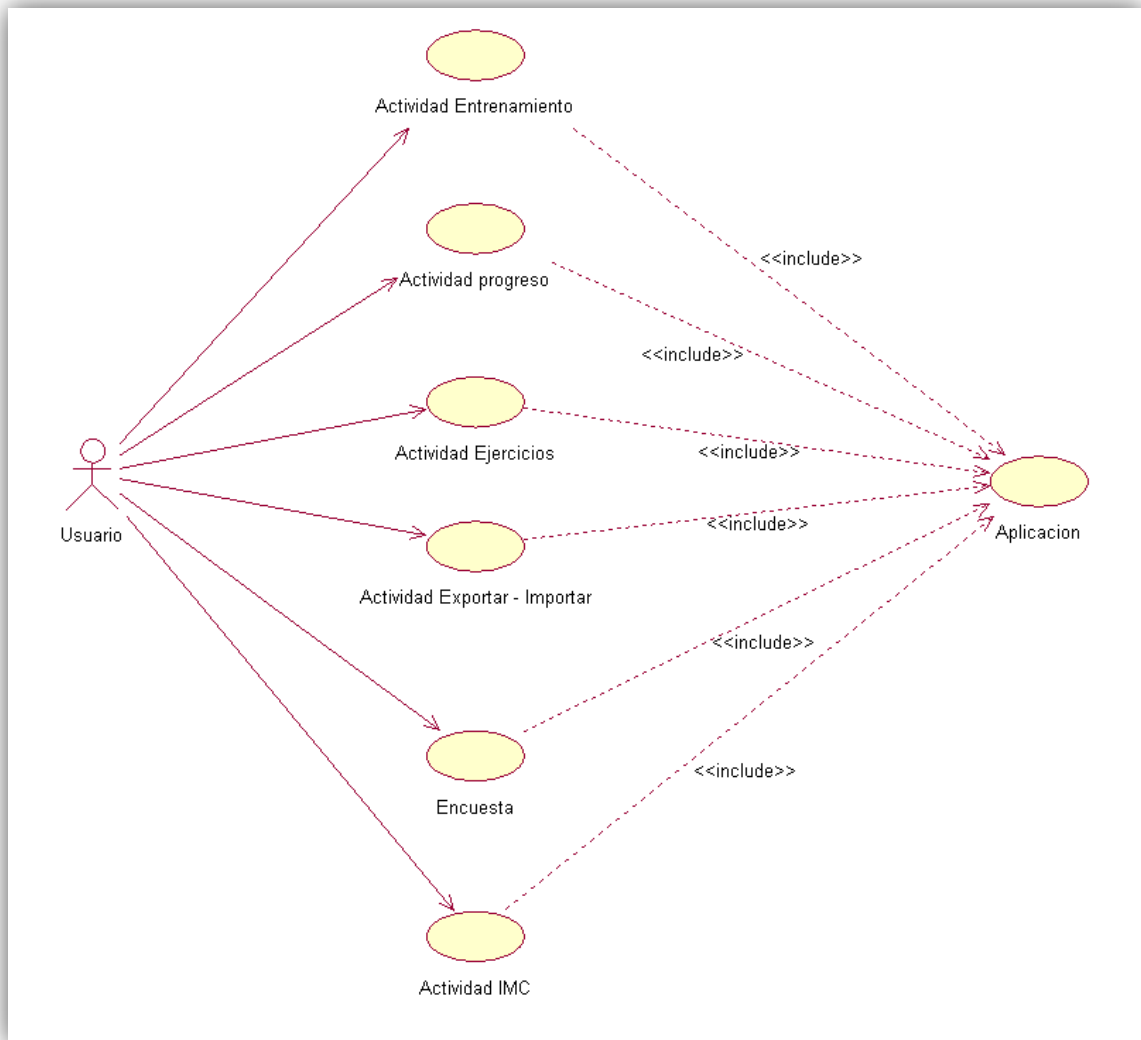 Actividad Entrenamiento
<<include>>
Actividad progreso
<<include>>
Actividad Ejercicios
<<include>>
Usuario
<<include>>
Aplicacion
Actividad Exportar - Importar
<<include>>
Encuesta
<<include>>
Actividad IMC